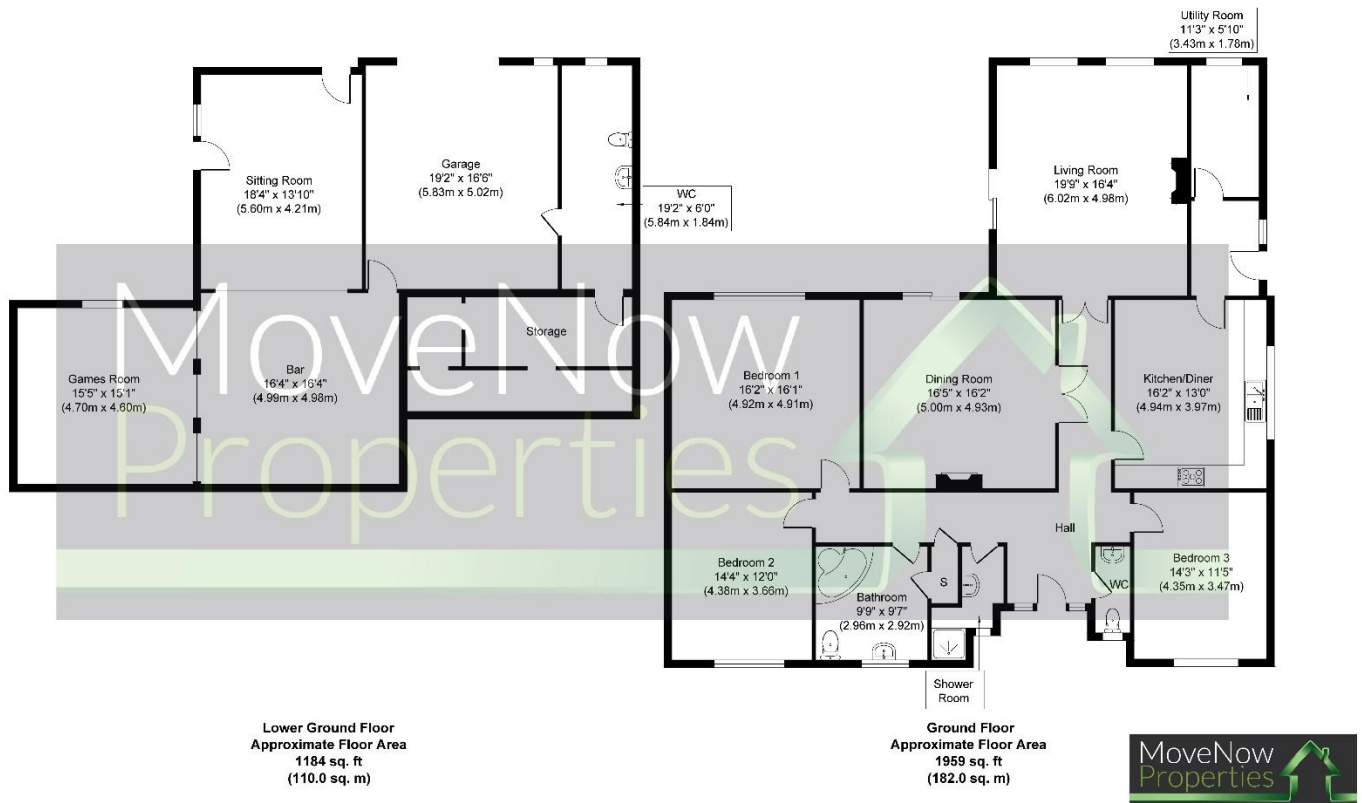 Utility Room
11'3" x 5'10"
(3.43m x 1.78m)
Sitting Room
18'4" x 13'10"
(5.60m x 4.21m)
Garage
19'2" x 16'6"
(5.83m x 5.02m)
WC
19'2" x 6'0"
(5.84m x 1.84m)
Living Room
19'9" x 16'4"
(6.02m x 4.98m)
MoveNow
Properties
Storage
Games Room
15'5" x 15'1"
(4.70m x 4.60m)
Bar
16'4" x 16'4"
(4.99m x 4.98m)
Bedroom 1
16'2" x 16'1"
(4.92m x 4.91m)
Dining Room
16'5" x 16'2"
(5.00m x 4.93m)
Kitchen/Diner
16'2" x 13'0"
(4.94m x 3.97m)
Hall
Bedroom 2
14'4" x 12'0"
(4.38m x 3.66m)
Bathroom
9'9" x 9'7"
(2.96m x 2.92m)
S
WC
Bedroom 3
14'3" x 11'5"
(4.35m x 3.47m)
Shower
Room
Lower Ground Floor
Approximate Floor Area
1184 sq. ft
(110.0 sq. m)
Ground Floor
Approximate Floor Area
1959 sq. ft
(182.0 sq. m)
MoveNow
Properties